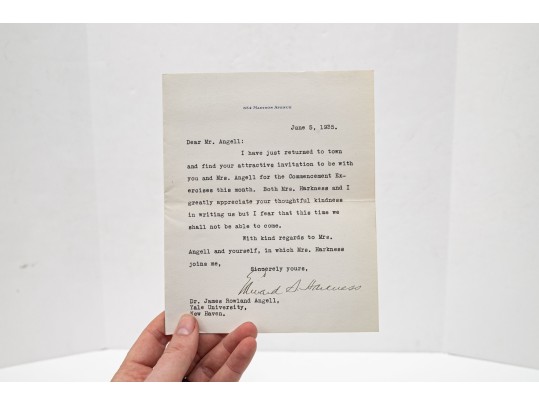 654 Madison Avenue
June 5, 1935.
Dear Mr. Angell:
I have just returned to town
and find your attractive invitation to be with
you and Mrs. Angell for the Commencement Ex-
ercises this month. Both Mrs. Harkness and I
greatly appreciate your thoughtful kindness
in writing us but I fear that this time we
shall not be able to come.
With kind regards to Mrs.
Angell and yourself, in which Mrs. Harkness
joins me,
Sincerely yours,
Edward S. Harkness
Dr. James Rowland Angell,
Yale University,
New Haven.